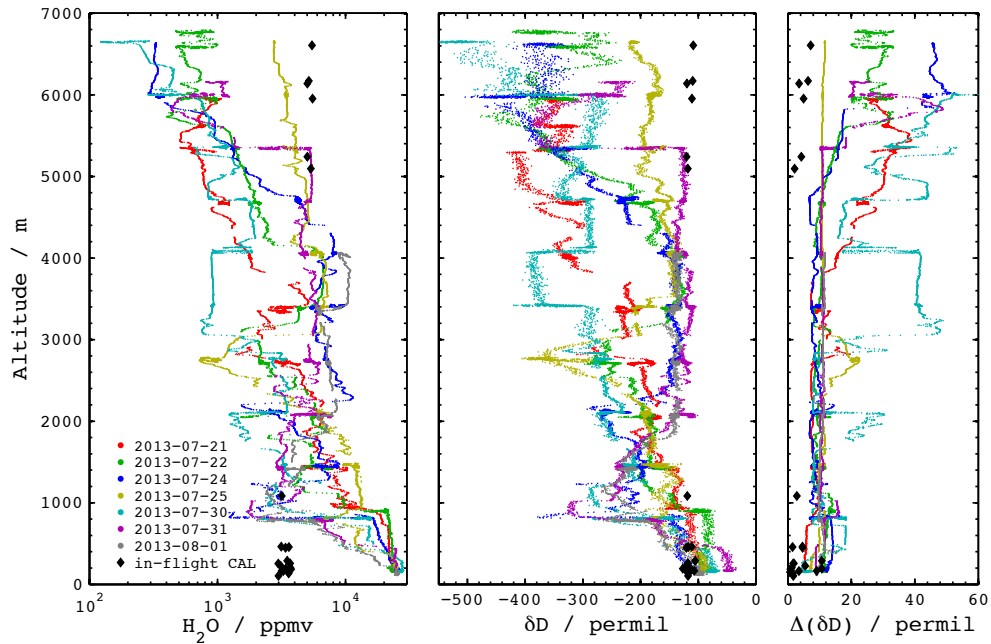 7000
6000
5000
4000
3000
2000
1000
0
Altitude / m
2013-07-21
2013-07-22
2013-07-24
2013-07-25
2013-07-30
2013-07-31
2013-08-01
in-flight CAL
10² 10³ 10⁴
H₂O / ppmv
−500 −400 −300 −200 −100 0
δD / permil
0 20 40 60
Δ(δD) / permil